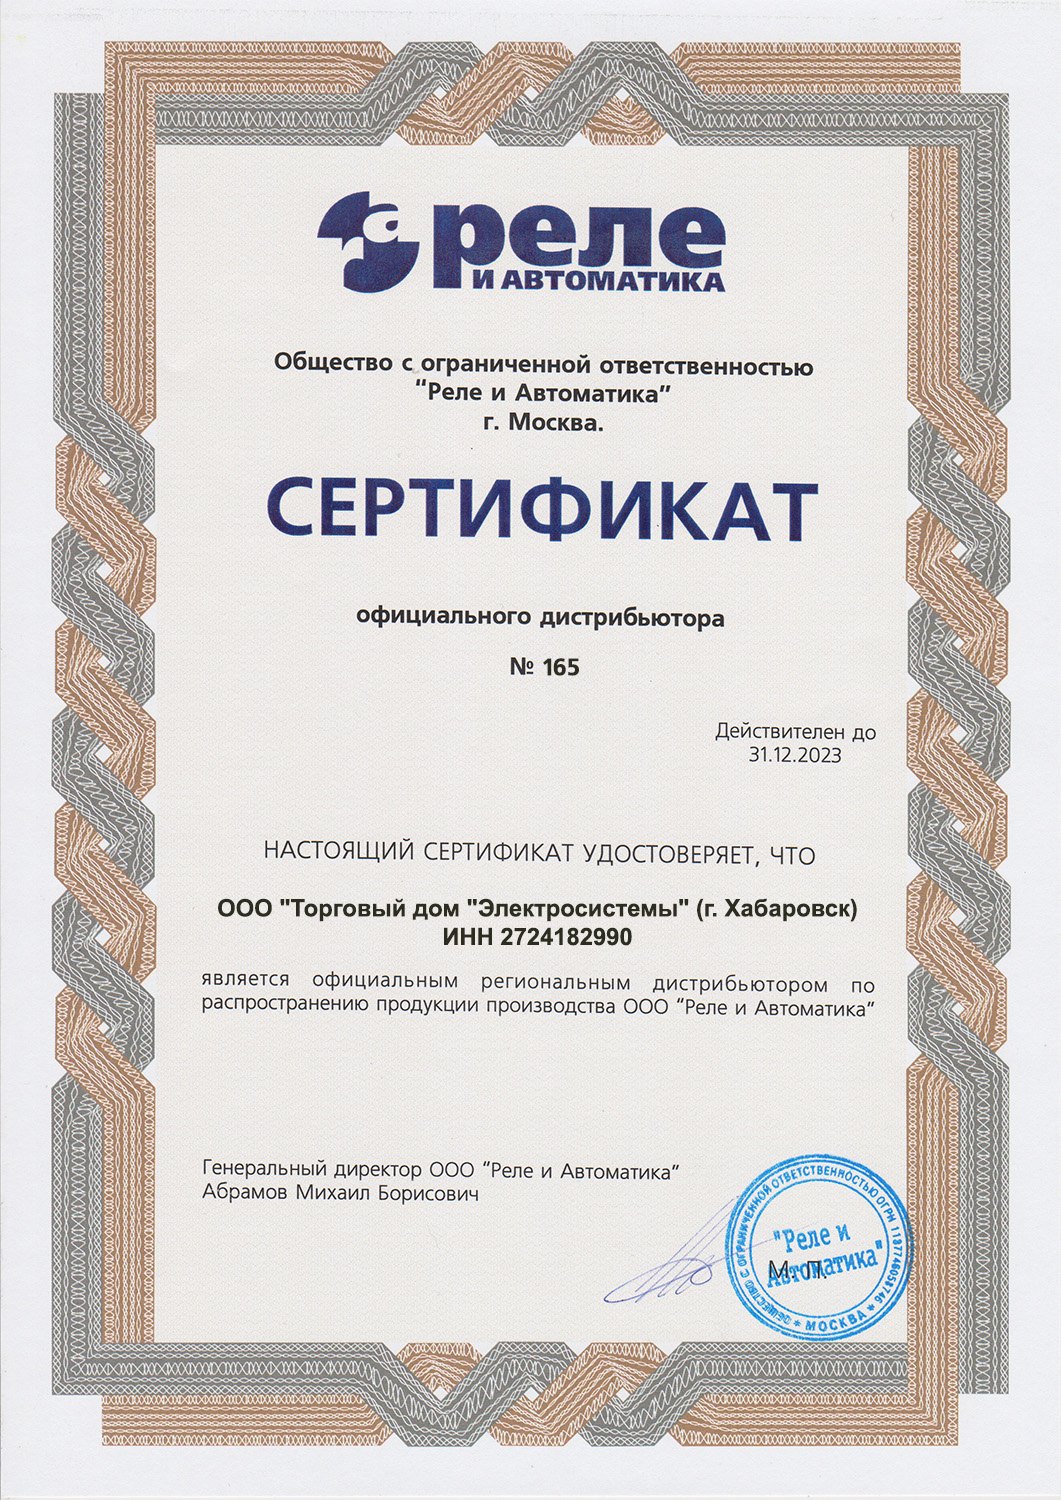 ра реле
И АВТОМАТИКА
Общество с ограниченной ответственностью
“Реле и Автоматика”
г. Москва.
СЕРТИФИКАТ
официального дистрибьютора
№ 165
Действителен до
31.12.2023
НАСТОЯЩИЙ СЕРТИФИКАТ УДОСТОВЕРЯЕТ, ЧТО
ООО "Торговый дом "Электросистемы" (г. Хабаровск)
ИНН 2724182990
является официальным региональным дистрибьютором по
распространению продукции производства ООО “Реле и Автоматика”
Генеральный директор ООО “Реле и Автоматика”
Абрамов Михаил Борисович
ОБЩЕСТВО С ОГРАНИЧЕННОЙ ОТВЕТСТВЕННОСТЬЮ ОГРН 1137746058746
* МОСКВА *
"Реле и
Автоматика"
М. П.